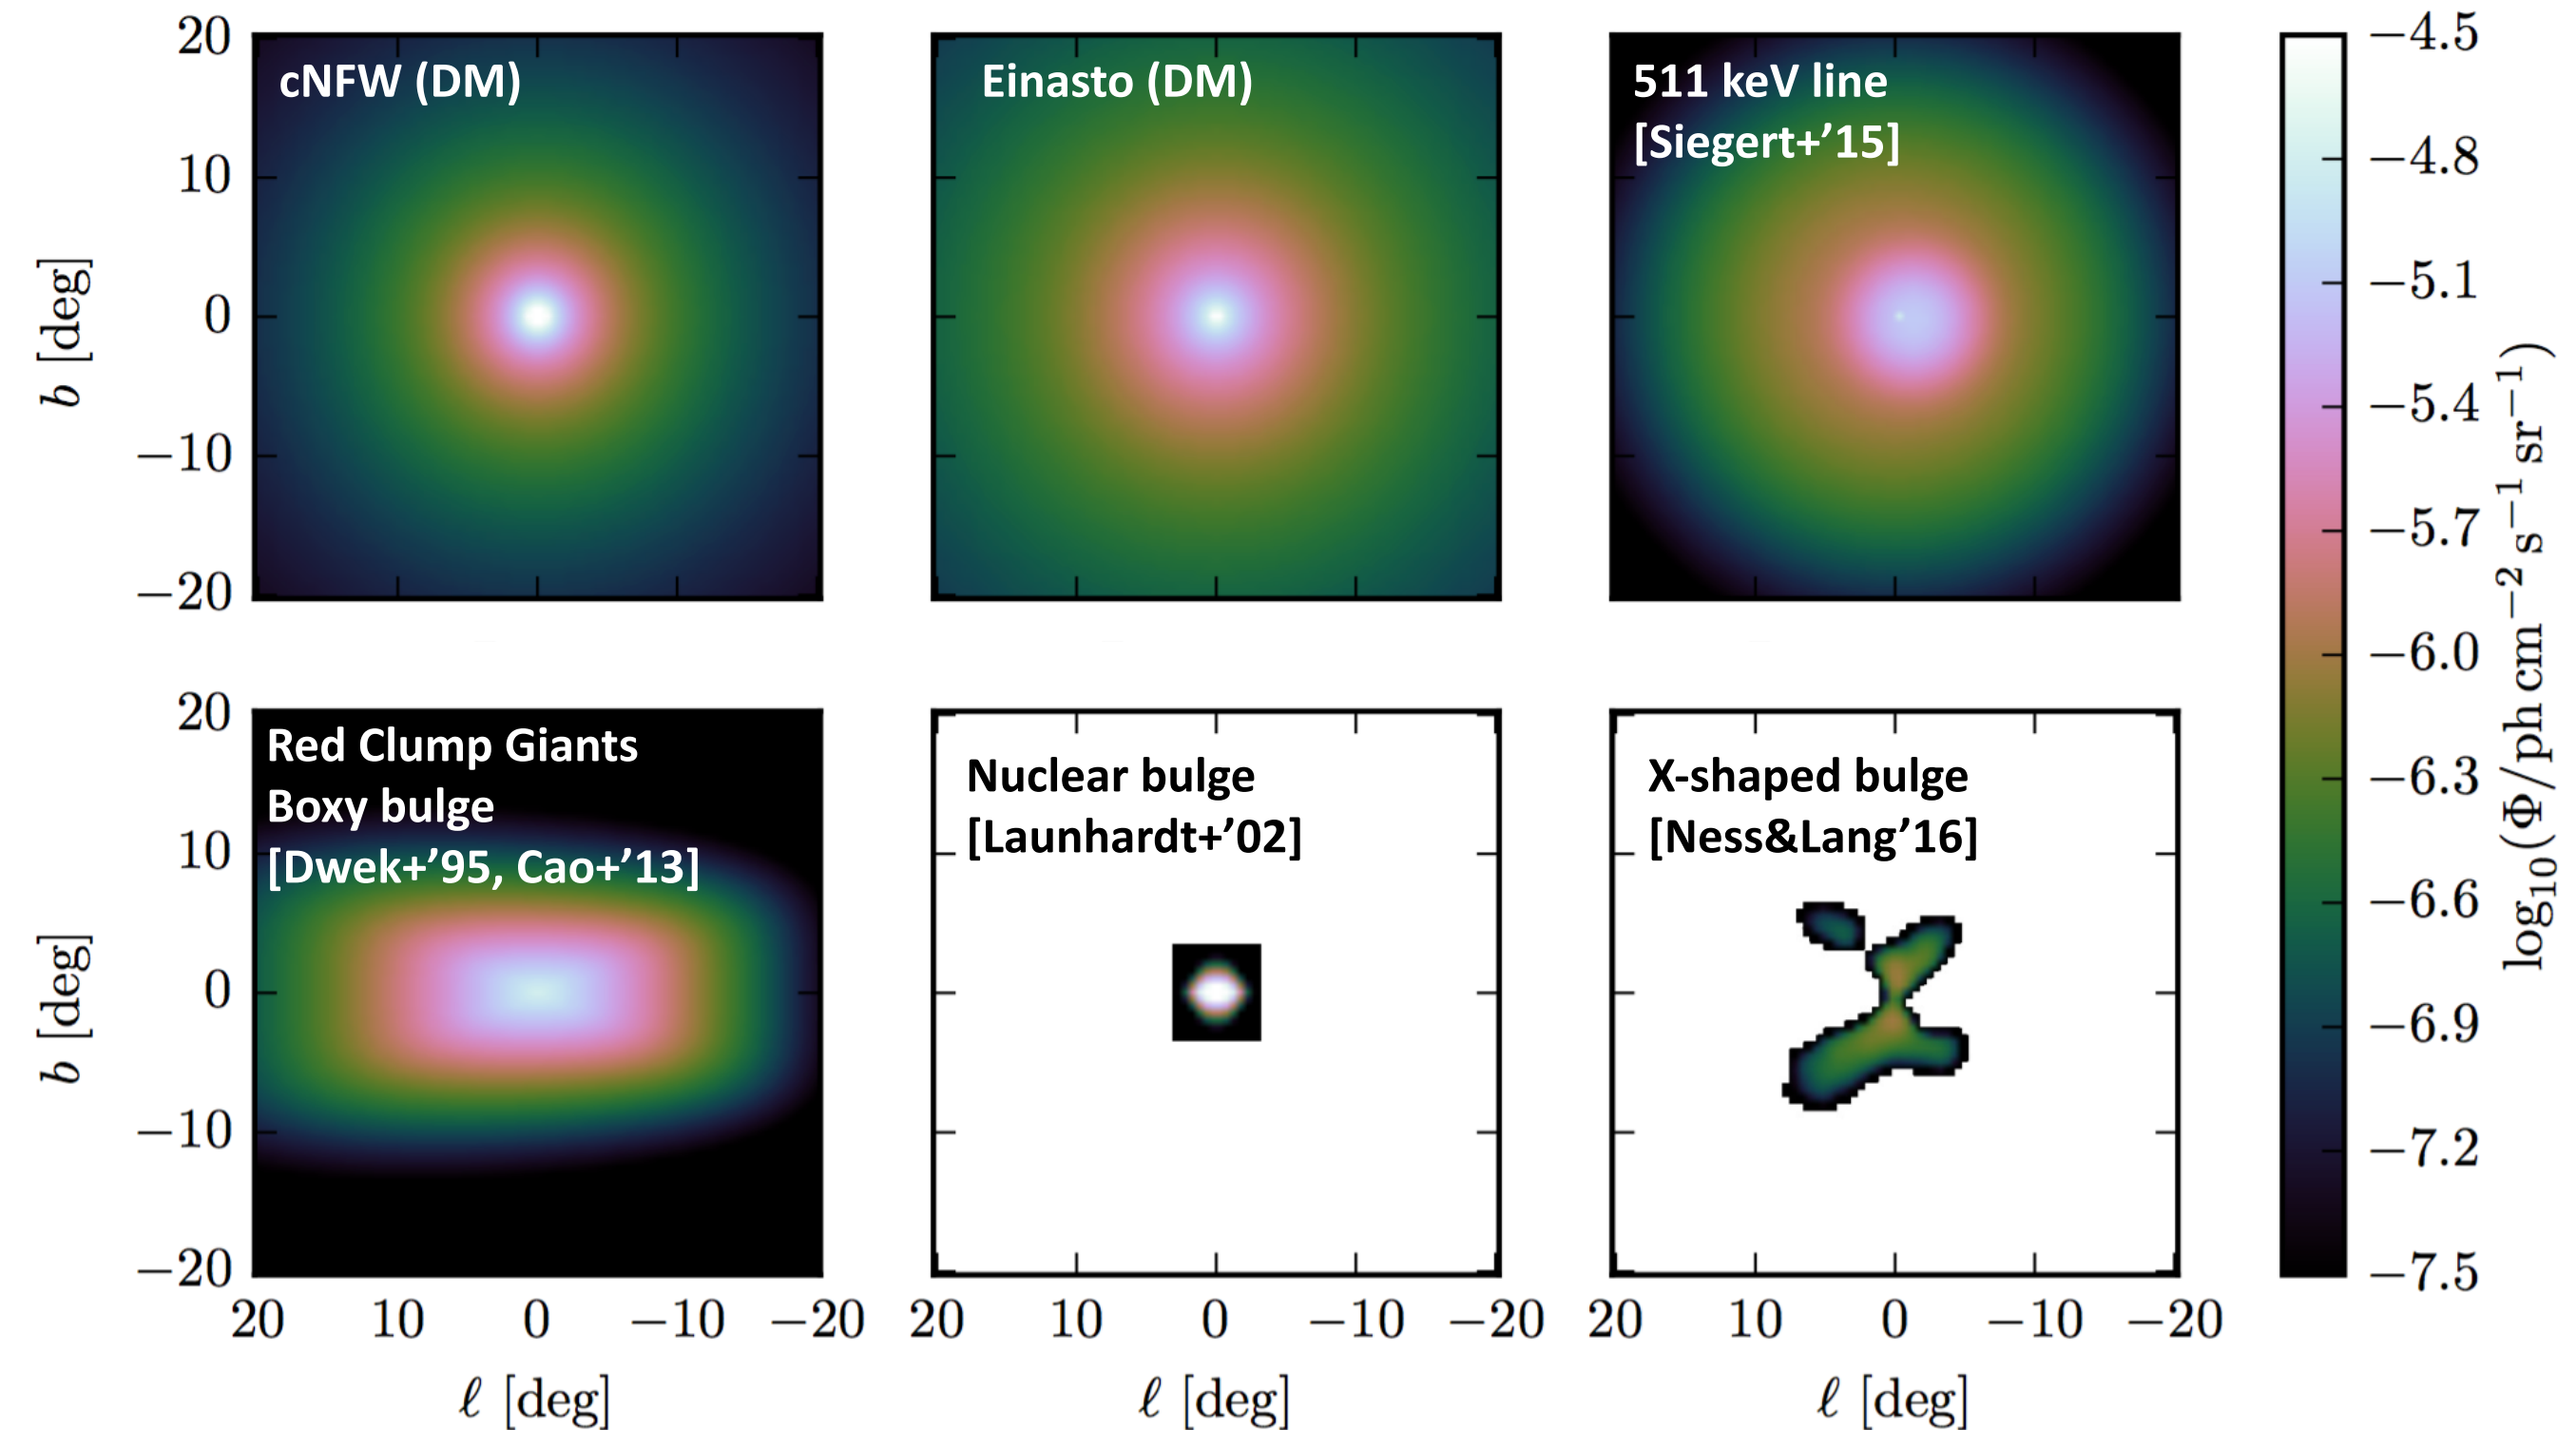 20
10
0
−10
−20
b [deg]
cNFW (DM)
Einasto (DM)
511 keV line
[Siegert+’15]
20
10
0
−10
−20
b [deg]
Red Clump Giants
Boxy bulge
[Dwek+’95, Cao+’13]
Nuclear bulge
[Launhardt+’02]
X-shaped bulge
[Ness&Lang’16]
20 10 0 −10 −20
20 10 0 −10 −20
20 10 0 −10 −20
ℓ [deg]
ℓ [deg]
ℓ [deg]
−4.5
−4.8
−5.1
−5.4
−5.7
−6.0
−6.3
−6.6
−6.9
−7.2
−7.5
log₁₀(Φ/ph cm⁻² s⁻¹ sr⁻¹)